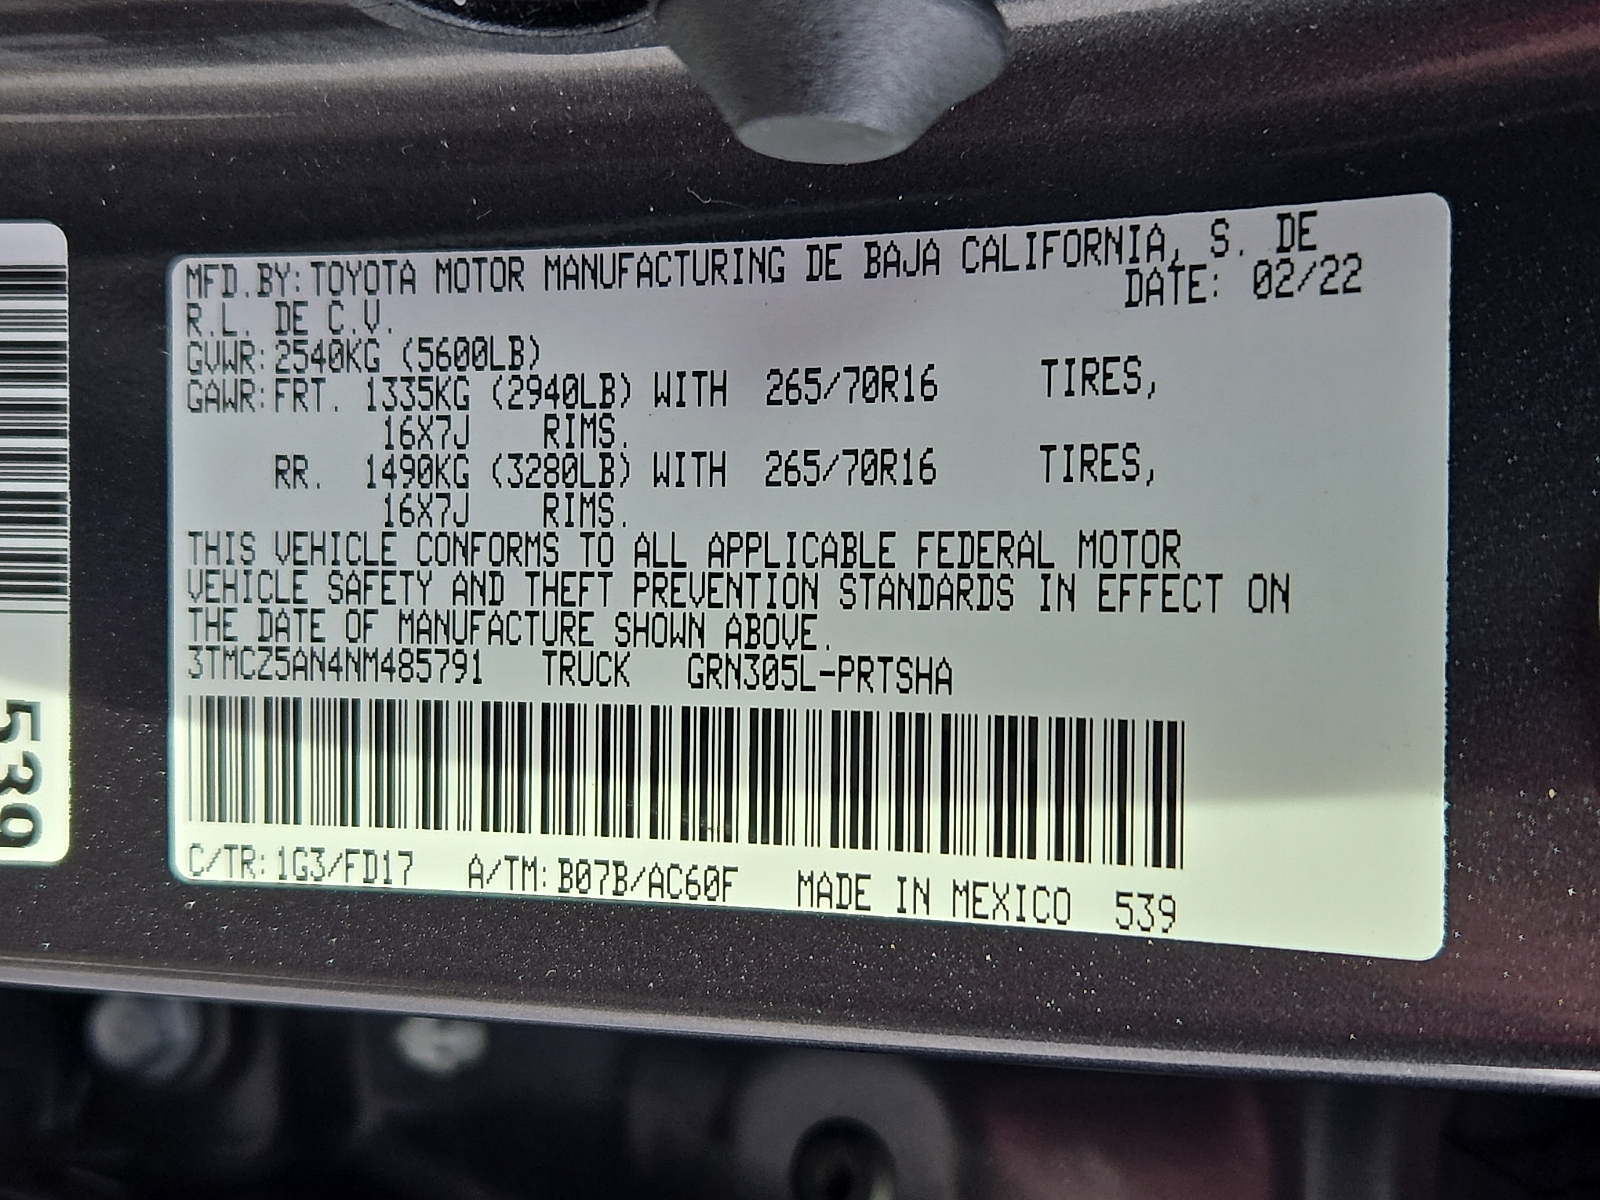 MFD.BY: TOYOTA MOTOR MANUFACTURING DE BAJA CALIFORNIA, S. DE
R.L. DE C.V. DATE: 02/22
GVWR: 2540KG (5600LB)
GAWR: FRT. 1335KG (2940LB) WITH 265/70R16 TIRES,
16X7J RIMS.
RR. 1490KG (3280LB) WITH 265/70R16 TIRES,
16X7J RIMS.
THIS VEHICLE CONFORMS TO ALL APPLICABLE FEDERAL MOTOR
VEHICLE SAFETY AND THEFT PREVENTION STANDARDS IN EFFECT ON
THE DATE OF MANUFACTURE SHOWN ABOVE.
3TMCZ5AN4NM485791 TRUCK GRN305L-PRTSHA
C/TR: 1G3/FD17 A/TM: B07B/AC60F MADE IN MEXICO 539
539